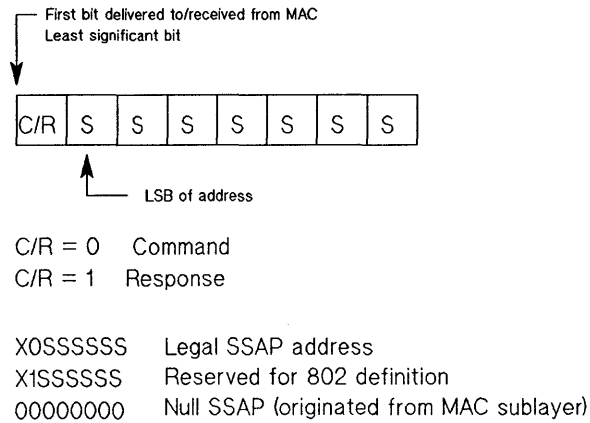 First bit delivered to/received from MAC
Least significant bit
C/R S S S S S S S
LSB of address
C/R = 0 Command
C/R = 1 Response
X0SSSSSS Legal SSAP address
X1SSSSSS Reserved for 802 definition
00000000 Null SSAP (originated from MAC sublayer)